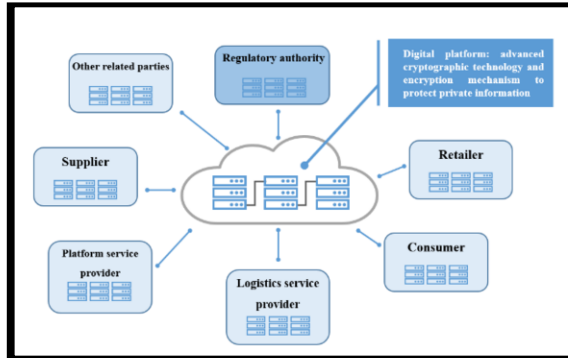 Other related parties
Regulatory authority
Digital platform: advanced
cryptographic technology and
encryption mechanism to
protect private information
Supplier
Retailer
Platform service
provider
Logistics service
provider
Consumer